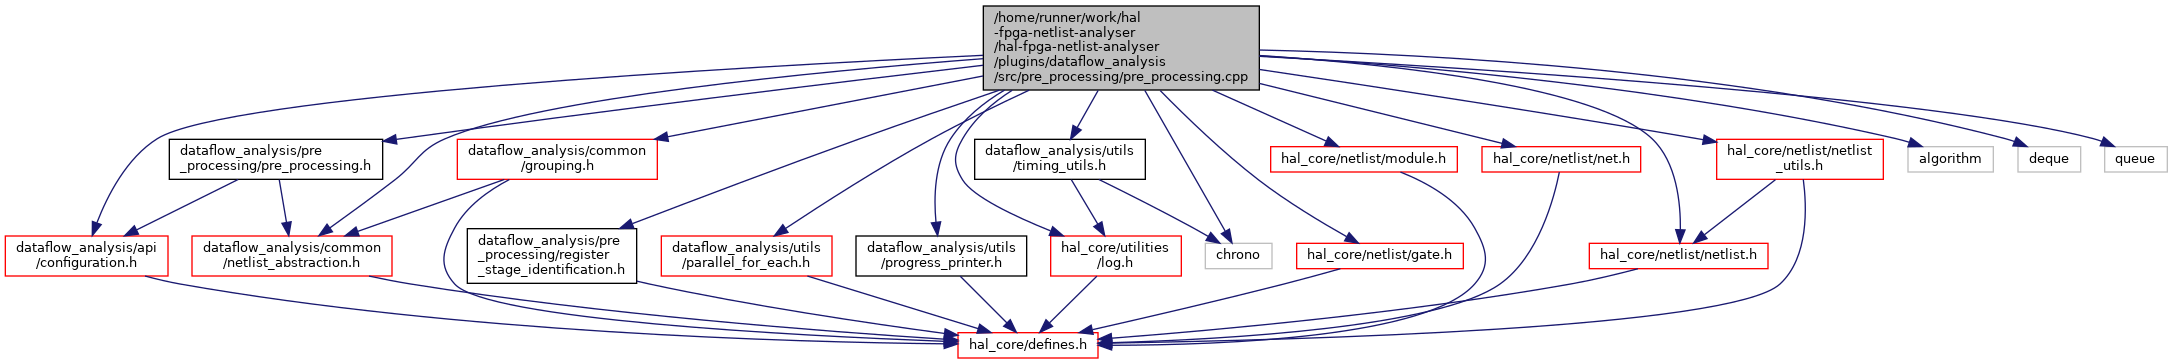 /home/runner/work/hal
-fpga-netlist-analyser
/hal-fpga-netlist-analyser
/plugins/dataflow_analysis
/src/pre_processing/pre_processing.cpp
dataflow_analysis/pre
_processing/pre_processing.h
dataflow_analysis/common
/grouping.h
dataflow_analysis/utils
/timing_utils.h
hal_core/netlist/module.h
hal_core/netlist/net.h
hal_core/netlist/netlist
_utils.h
algorithm
deque
queue
dataflow_analysis/api
/configuration.h
dataflow_analysis/common
/netlist_abstraction.h
dataflow_analysis/pre
_processing/register
_stage_identification.h
dataflow_analysis/utils
/parallel_for_each.h
dataflow_analysis/utils
/progress_printer.h
hal_core/utilities
/log.h
chrono
hal_core/netlist/gate.h
hal_core/netlist/netlist.h
hal_core/defines.h